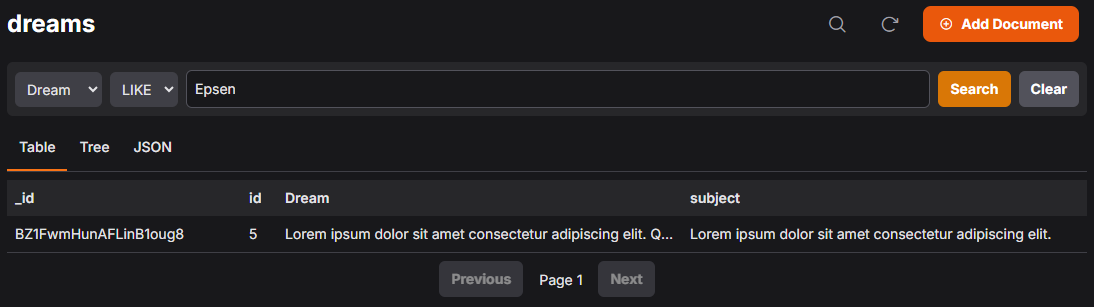 dreams
Add Document
Dream LIKE Epsen Search Clear
Table Tree JSON
_id id Dream subject
BZ1FwmHunAFLinB1oug8 5 Lorem ipsum dolor sit amet consectetur adipiscing elit. Q... Lorem ipsum dolor sit amet consectetur adipiscing elit.
Previous Page 1 Next